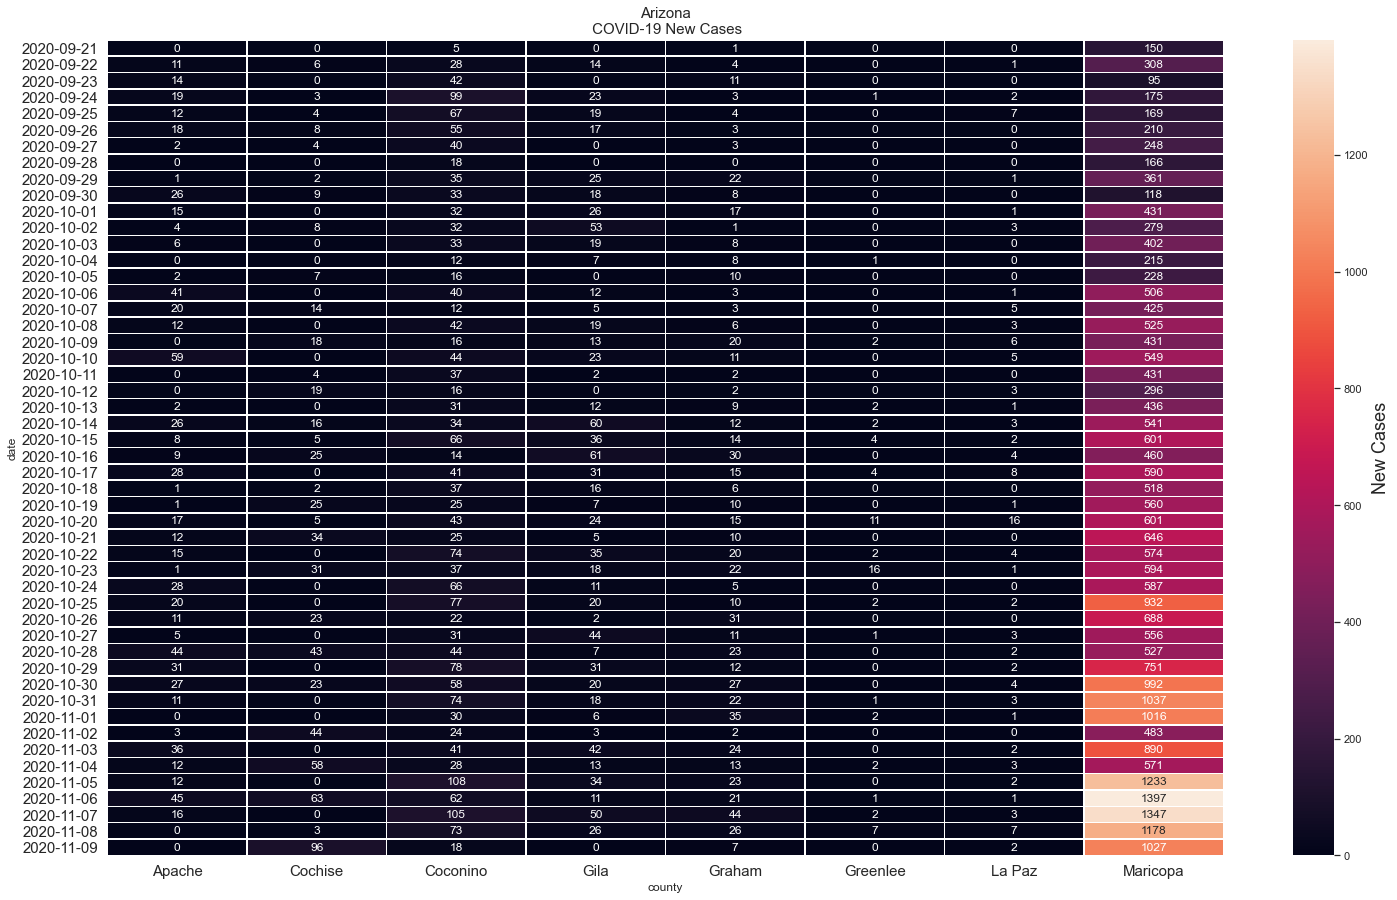 Arizona
COVID-19 New Cases
2020-09-21 0 0 5 0 1 0 0 150
2020-09-22 11 6 28 14 4 0 1 308
2020-09-23 14 0 42 0 11 0 0 95
2020-09-24 19 3 99 23 3 1 2 175
2020-09-25 12 4 67 19 4 0 7 169
2020-09-26 18 8 55 17 3 0 0 210
2020-09-27 2 4 40 0 3 0 0 248
2020-09-28 0 0 18 0 0 0 0 166
2020-09-29 1 2 35 25 22 0 1 361
2020-09-30 26 9 33 18 8 0 0 118
2020-10-01 15 0 32 26 17 0 1 431
2020-10-02 4 8 32 53 1 0 3 279
2020-10-03 6 0 33 19 8 0 0 402
2020-10-04 0 0 12 7 8 1 0 215
2020-10-05 2 7 16 0 10 0 0 228
2020-10-06 41 0 40 12 3 0 1 506
2020-10-07 20 14 12 5 3 0 5 425
2020-10-08 12 0 42 19 6 0 3 525
2020-10-09 0 18 16 13 20 2 6 431
2020-10-10 59 0 44 23 11 0 5 549
2020-10-11 0 4 37 2 2 0 0 431
2020-10-12 0 19 16 0 2 0 3 296
2020-10-13 2 0 31 12 9 2 1 436
2020-10-14 26 16 34 60 12 2 3 541
2020-10-15 8 5 66 36 14 4 2 601
2020-10-16 9 25 14 61 30 0 4 460
2020-10-17 28 0 41 31 15 4 8 590
2020-10-18 1 2 37 16 6 0 0 518
2020-10-19 1 25 25 7 10 0 1 560
2020-10-20 17 5 43 24 15 11 16 601
2020-10-21 12 34 25 5 10 0 0 646
2020-10-22 15 0 74 35 20 2 4 574
2020-10-23 1 31 37 18 22 16 1 594
2020-10-24 28 0 66 11 5 0 0 587
2020-10-25 20 0 77 20 10 2 2 932
2020-10-26 11 23 22 2 31 0 0 688
2020-10-27 5 0 31 44 11 1 3 556
2020-10-28 44 43 44 7 23 0 2 527
2020-10-29 31 0 78 31 12 0 2 751
2020-10-30 27 23 58 20 27 0 4 992
2020-10-31 11 0 74 18 22 1 3 1037
2020-11-01 0 0 30 6 35 2 1 1016
2020-11-02 3 44 24 3 2 0 0 483
2020-11-03 36 0 41 42 24 0 2 890
2020-11-04 12 58 28 13 13 2 3 571
2020-11-05 12 0 108 34 23 0 2 1233
2020-11-06 45 63 62 11 21 1 1 1397
2020-11-07 16 0 105 50 44 2 3 1347
2020-11-08 0 3 73 26 26 7 7 1178
2020-11-09 0 96 18 0 7 0 2 1027
Apache Cochise Coconino Gila Graham Greenlee La Paz Maricopa
county
date
1200
1000
800
600
400
200
0
New Cases